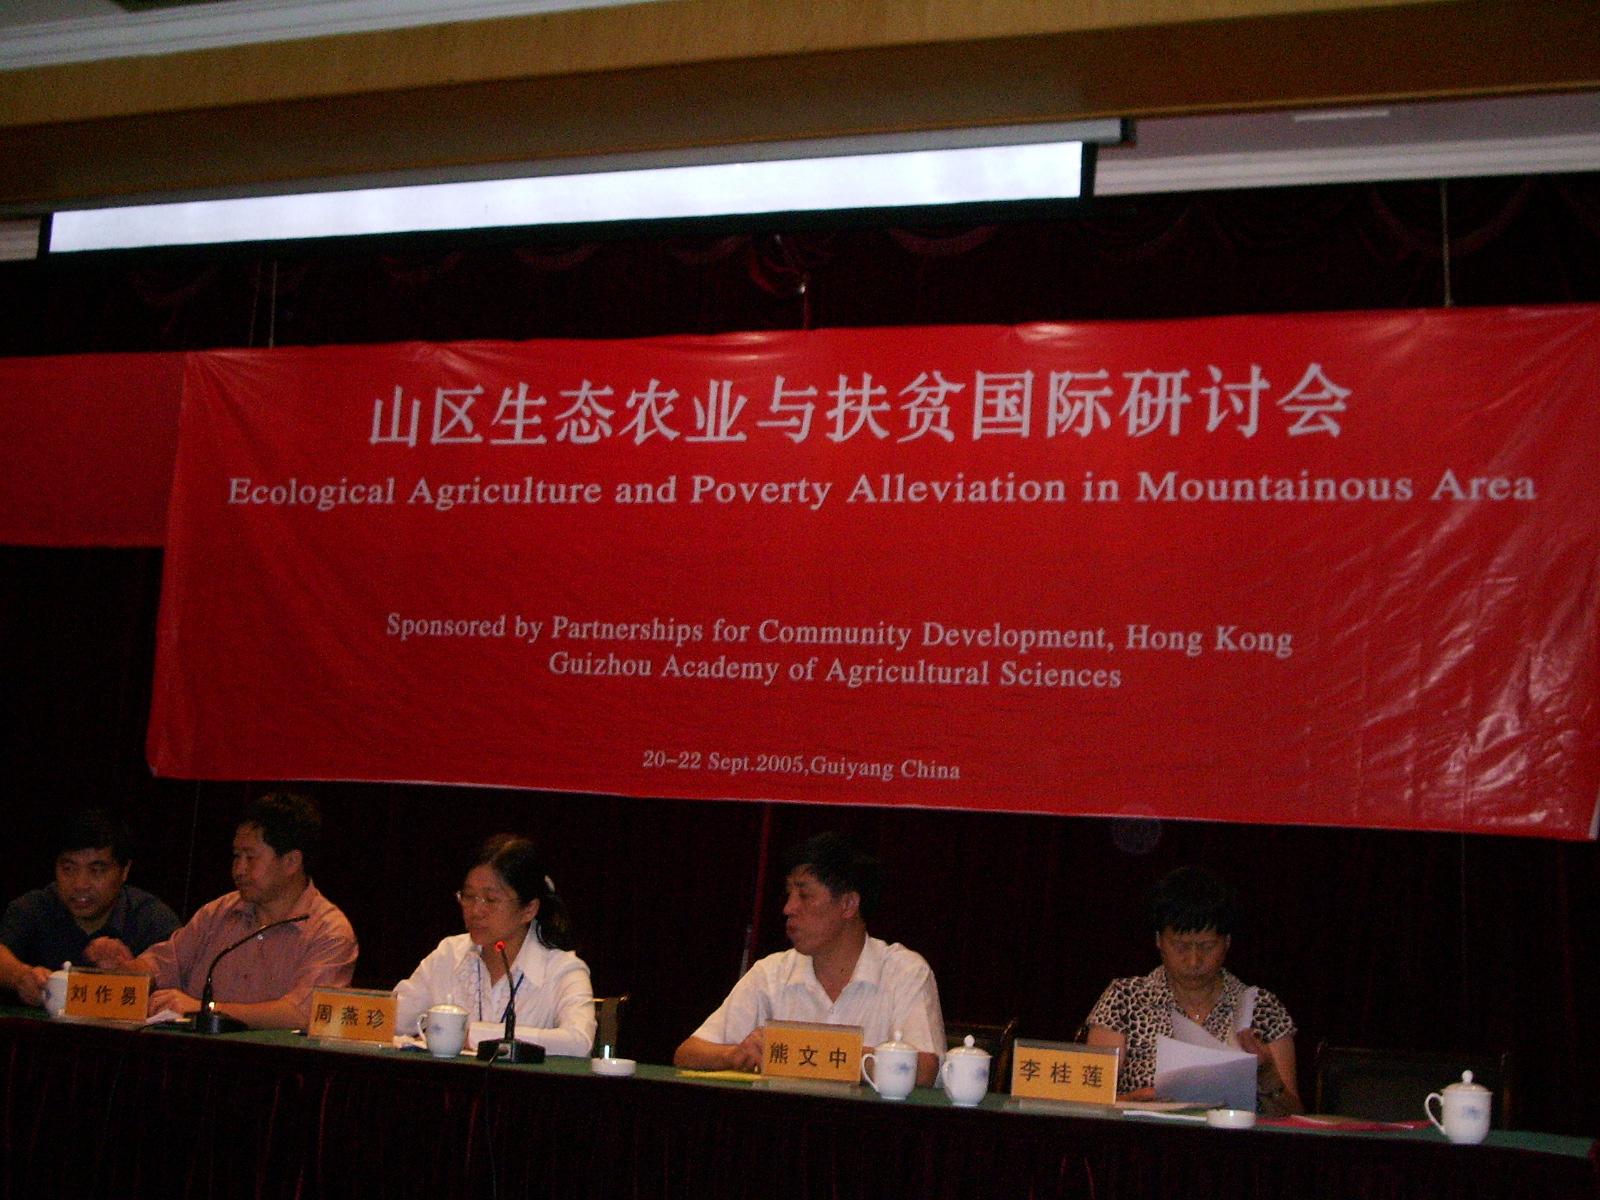 山区生态农业与扶贫国际研讨会
Ecological Agriculture and Poverty Alleviation in Mountainous Area
Sponsored by Partnerships for Community Development, Hong Kong
Guizhou Academy of Agricultural Sciences
20-22 Sept.2005,Guiyang China
刘作易
周燕珍
熊文中
李桂莲